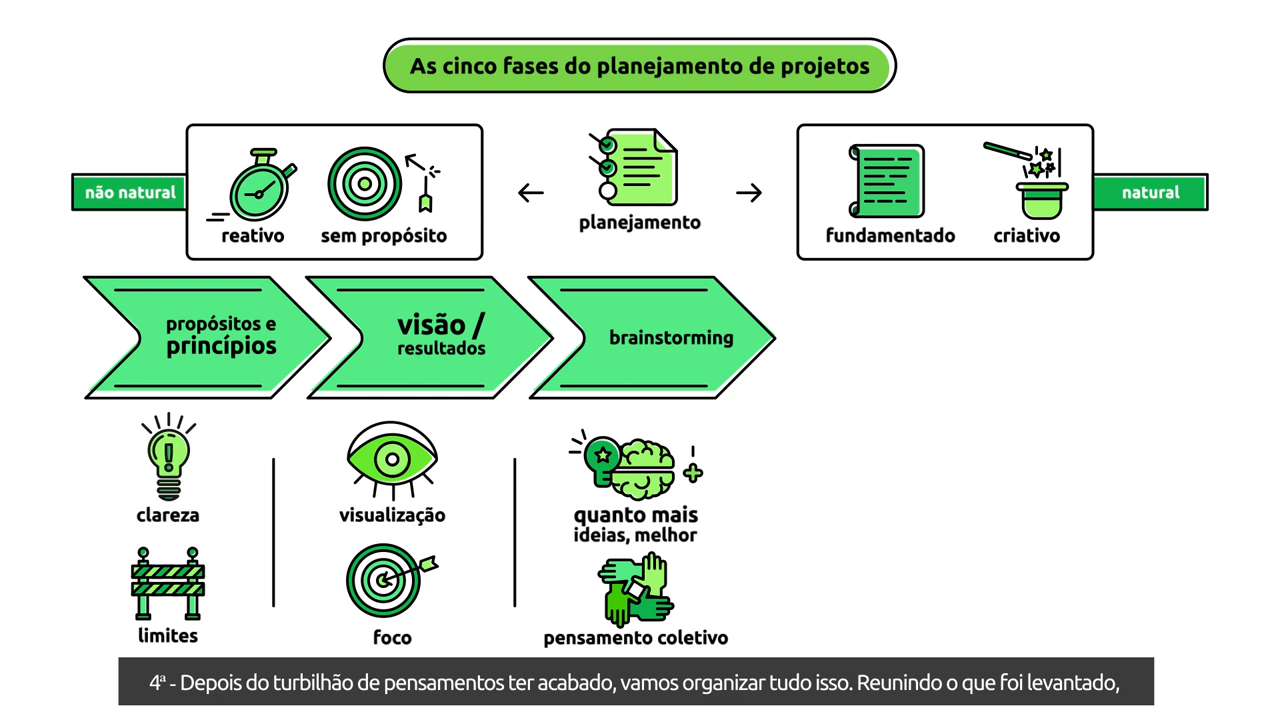 As cinco fases do planejamento de projetos
não natural
reativo
sem propósito
planejamento
fundamentado
criativo
natural
propósitos e
princípios
visão /
resultados
brainstorming
clareza
visualização
quanto mais
ideias, melhor
limites
foco
pensamento coletivo
4ª - Depois do turbilhão de pensamentos ter acabado, vamos organizar tudo isso. Reunindo o que foi levantado,